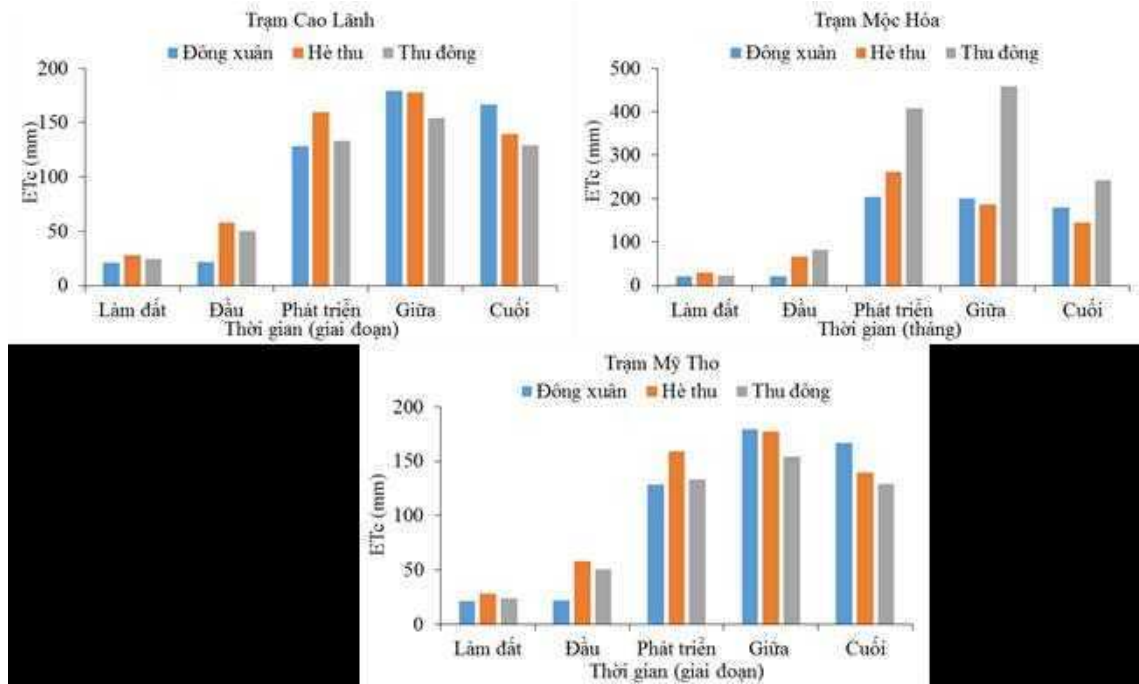 Trạm Cao Lãnh
Đông xuân Hè thu Thu đông
200
150
100
50
0
ETc (mm)
Làm đất Đầu Phát triển Giữa Cuối
Thời gian (giai đoạn)
Trạm Mộc Hóa
Đông xuân Hè thu Thu đông
500
400
300
200
100
0
ETc (mm)
Làm đất Đầu Phát triển Giữa Cuối
Thời gian (tháng)
Trạm Mỹ Tho
Đông xuân Hè thu Thu đông
200
150
100
50
0
ETc (mm)
Làm đất Đầu Phát triển Giữa Cuối
Thời gian (giai đoạn)